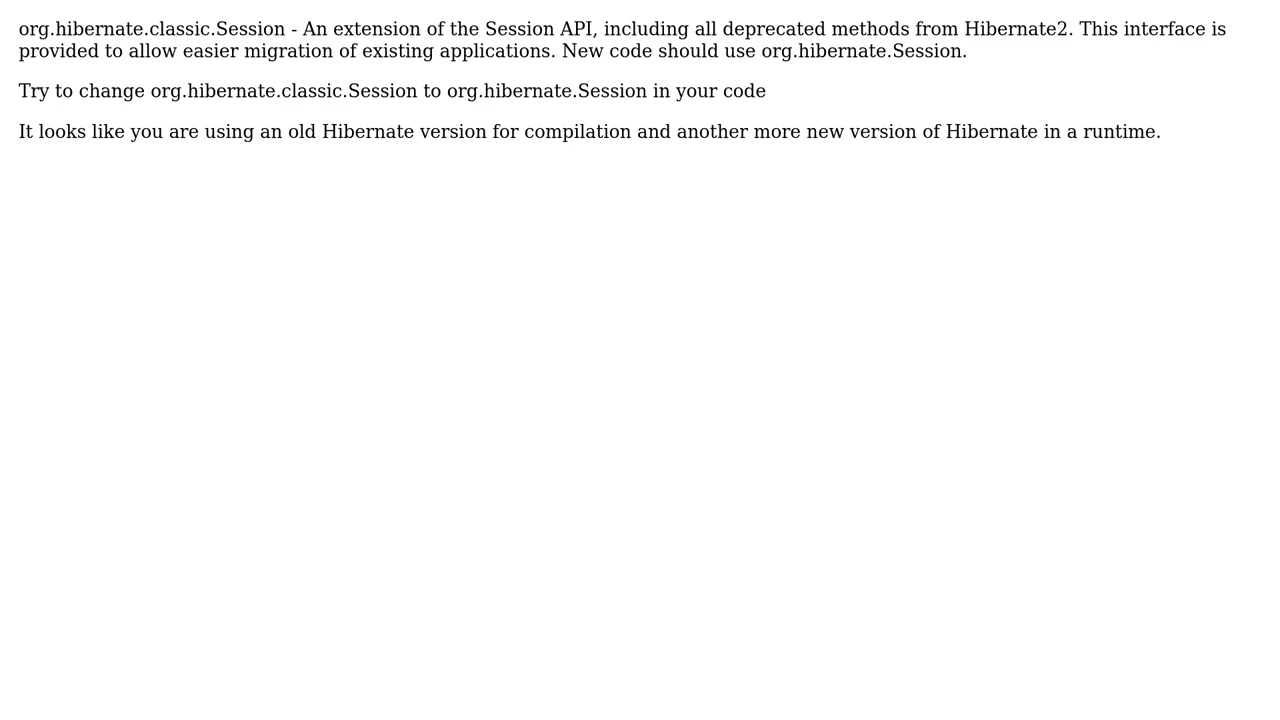 org.hibernate.classic.Session - An extension of the Session API, including all deprecated methods from Hibernate2. This interface is
provided to allow easier migration of existing applications. New code should use org.hibernate.Session.
Try to change org.hibernate.classic.Session to org.hibernate.Session in your code
It looks like you are using an old Hibernate version for compilation and another more new version of Hibernate in a runtime.